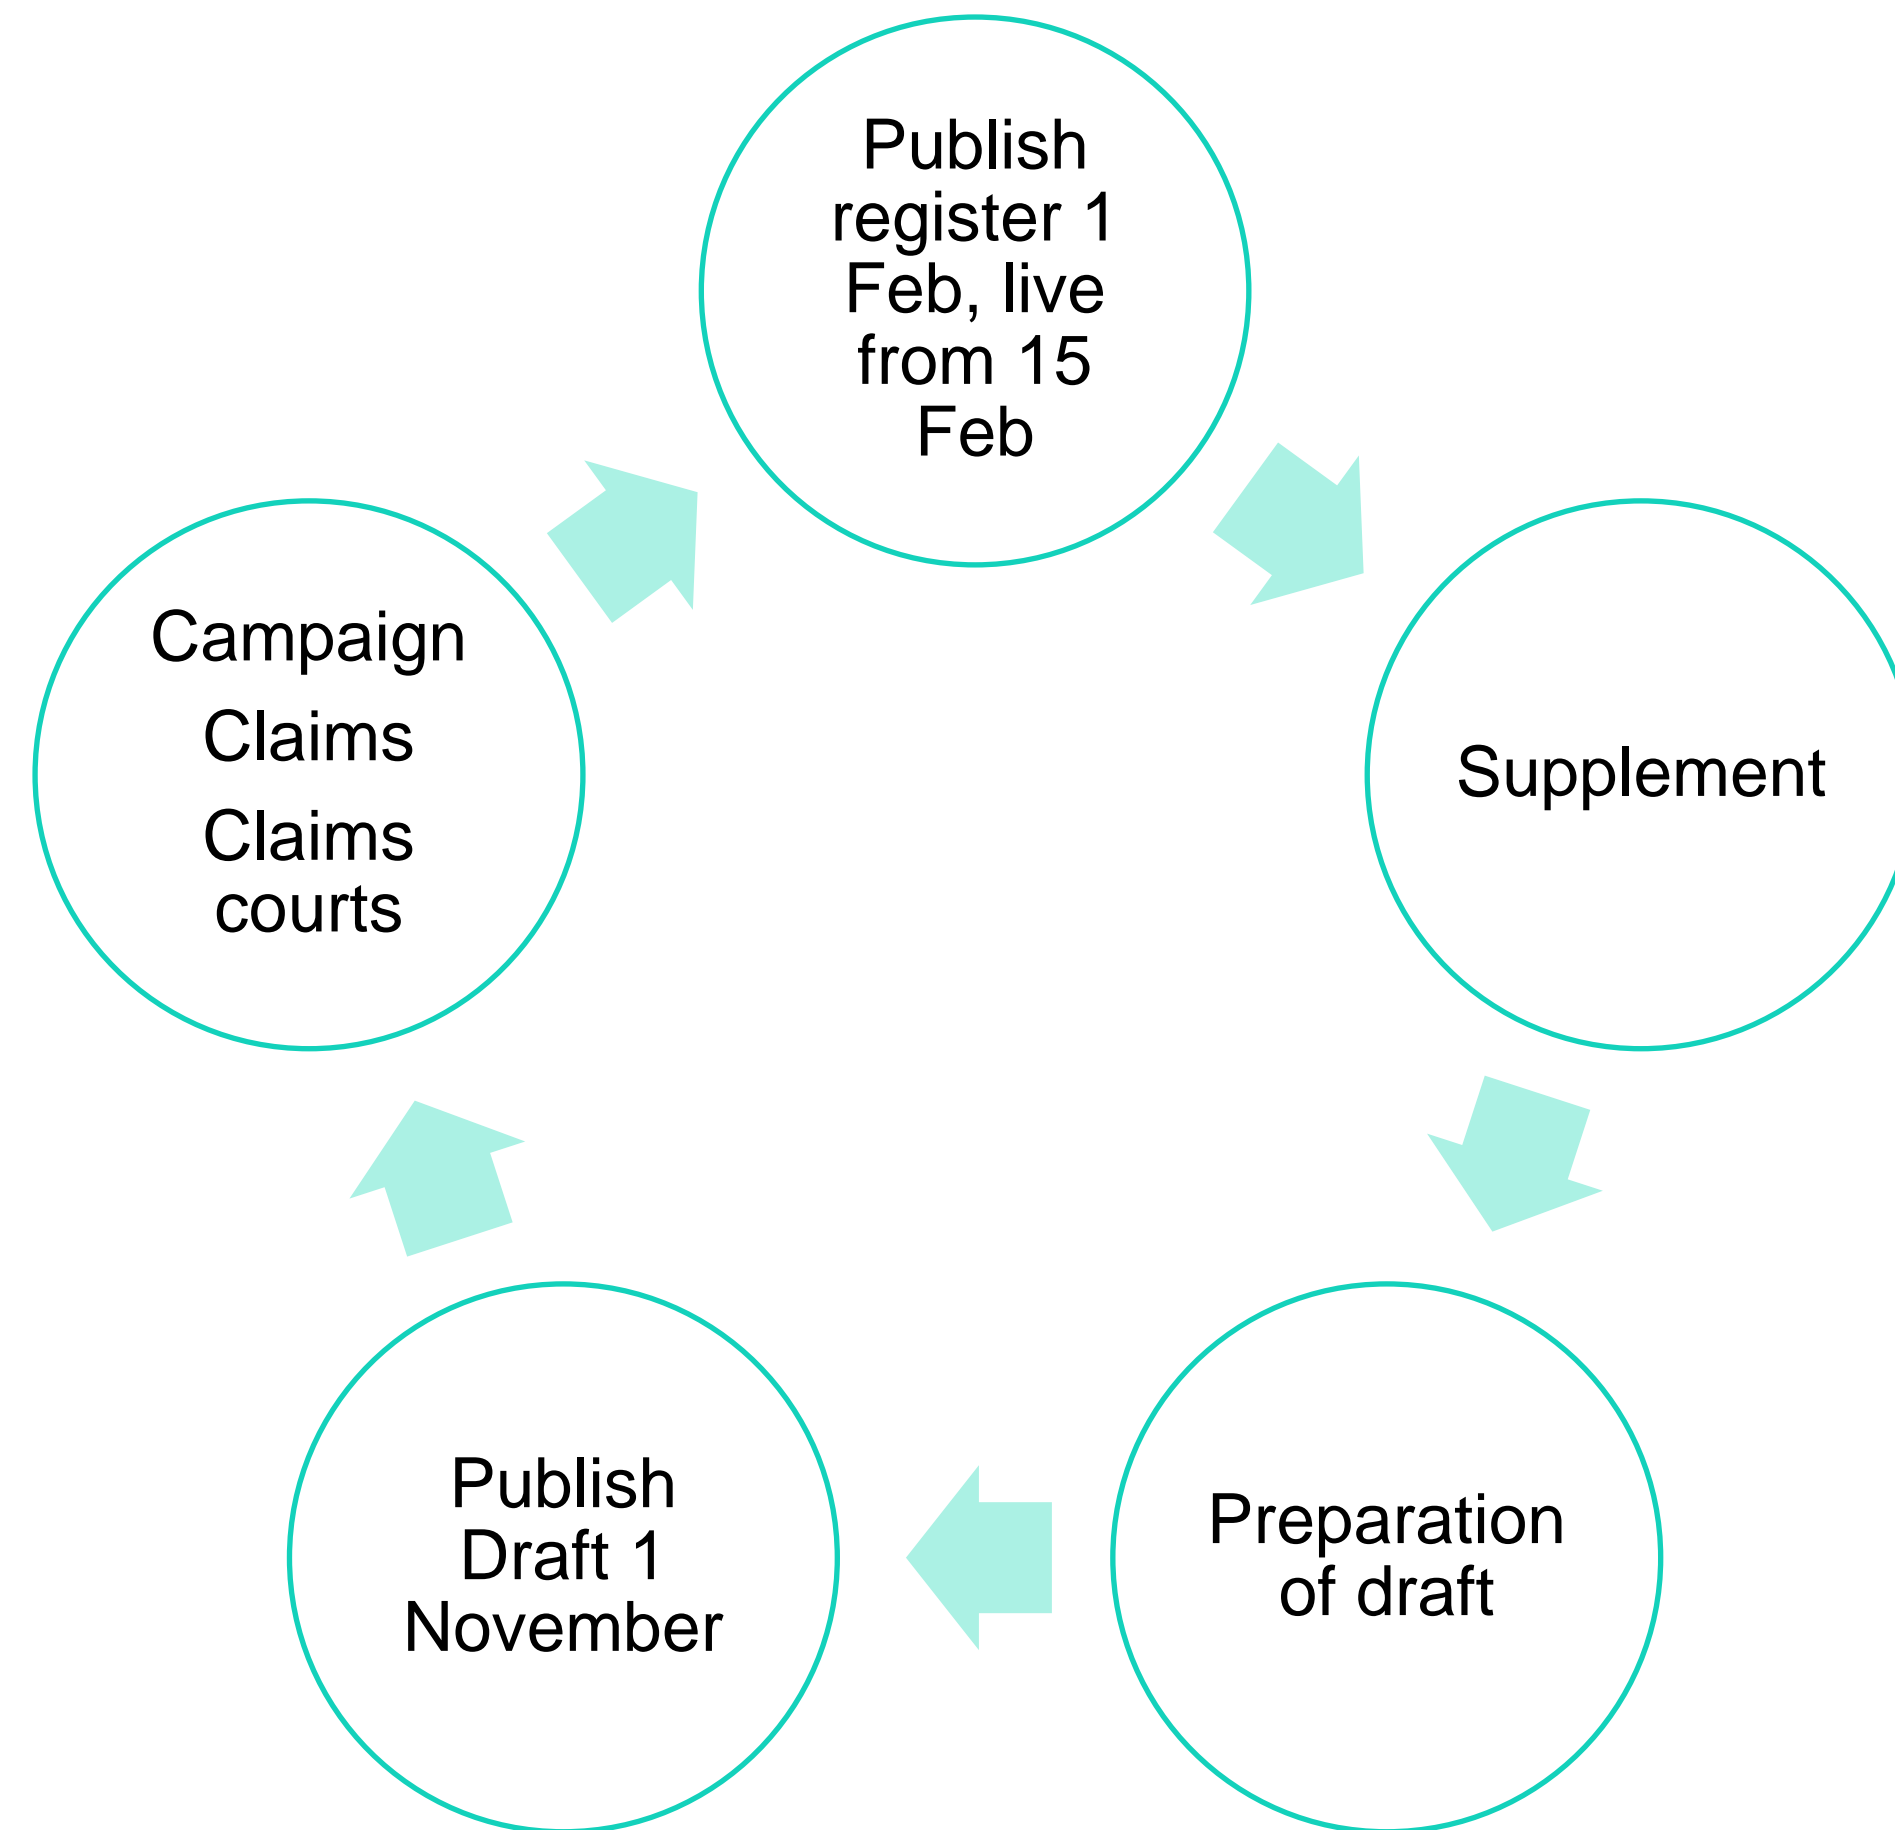 Publish
register 1
Feb, live
from 15
Feb
Supplement
Preparation
of draft
Publish
Draft 1
November
Campaign
Claims
Claims
courts